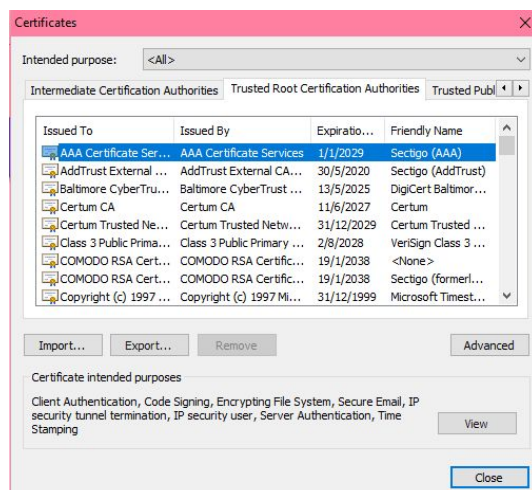 Certificates
Intended purpose: <All>
Intermediate Certification Authorities Trusted Root Certification Authorities Trusted Publ
Issued To Issued By Expiratio... Friendly Name
AAA Certificate Ser... AAA Certificate Services 1/1/2029 Sectigo (AAA)
AddTrust External ... AddTrust External CA... 30/5/2020 Sectigo (AddTrust)
Baltimore CyberTru... Baltimore CyberTrust ... 13/5/2025 DigiCert Baltimor...
Certum CA Certum CA 11/6/2027 Certum
Certum Trusted Ne... Certum Trusted Netw... 31/12/2029 Certum Trusted ...
Class 3 Public Prima... Class 3 Public Primary ... 2/8/2028 VeriSign Class 3 ...
COMODO RSA Cert... COMODO RSA Certific... 19/1/2038 <None>
COMODO RSA Cert... COMODO RSA Certific... 19/1/2038 Sectigo (formerl...
Copyright (c) 1997 ... Copyright (c) 1997 Mi... 31/12/1999 Microsoft Timest...
Import... Export... Remove Advanced
Certificate intended purposes
Client Authentication, Code Signing, Encrypting File System, Secure Email, IP
security tunnel termination, IP security user, Server Authentication, Time
Stamping
View
Close